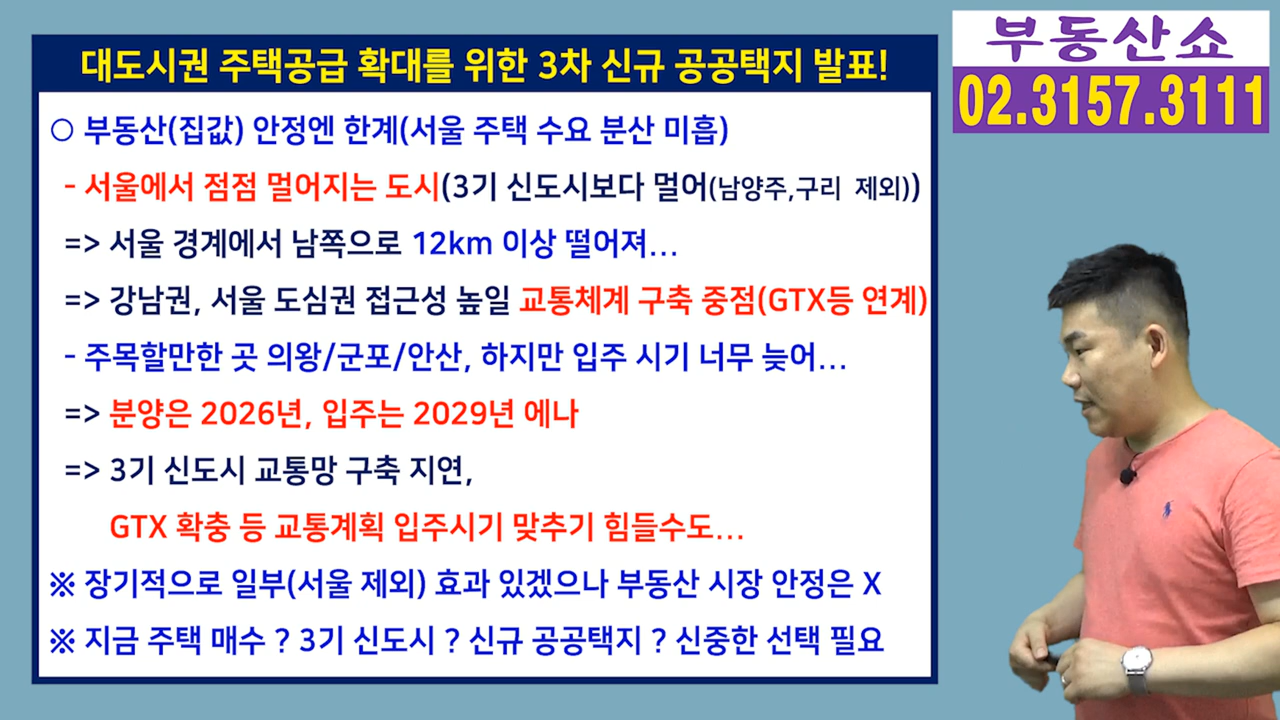 대도시권 주택공급 확대를 위한 3차 신규 공공택지 발표!
부동산쇼
02.3157.3111
○ 부동산(집값) 안정엔 한계(서울 주택 수요 분산 미흡)
- 서울에서 점점 멀어지는 도시(3기 신도시보다 멀어(남양주,구리 제외))
=> 서울 경계에서 남쪽으로 12km 이상 떨어져...
=> 강남권, 서울 도심권 접근성 높일 교통체계 구축 중점(GTX등 연계)
- 주목할만한 곳 의왕/군포/안산, 하지만 입주 시기 너무 늦어...
=> 분양은 2026년, 입주는 2029년 에나
=> 3기 신도시 교통망 구축 지연,
GTX 확충 등 교통계획 입주시기 맞추기 힘들수도...
※ 장기적으로 일부(서울 제외) 효과 있겠으나 부동산 시장 안정은 X
※ 지금 주택 매수 ? 3기 신도시 ? 신규 공공택지 ? 신중한 선택 필요